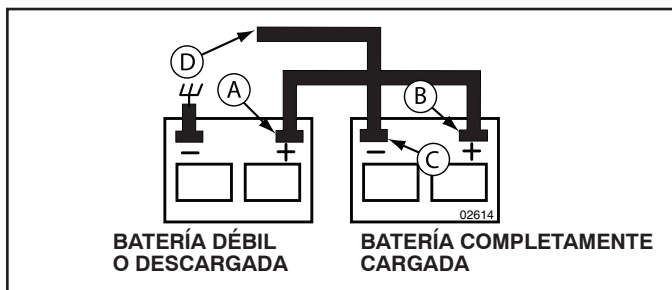 D
A
B
C
− +
− +
02614
BATERÍA DÉBIL
O DESCARGADA
BATERÍA COMPLETAMENTE
CARGADA